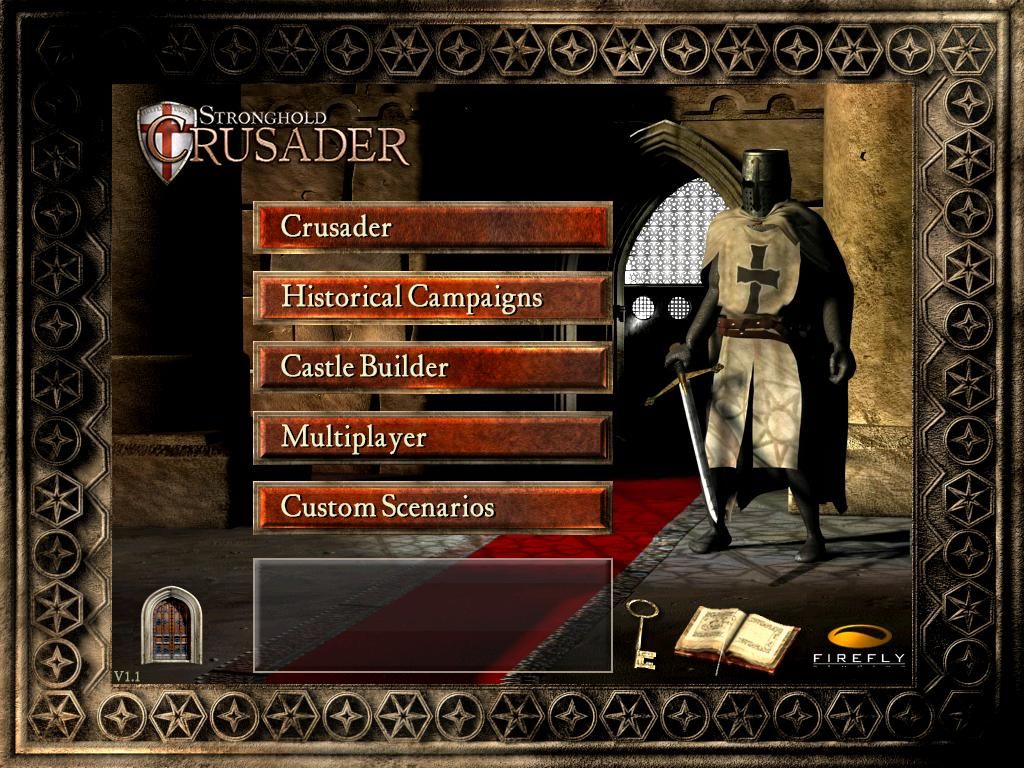 STRONGHOLD
CRUSADER
Crusader
Historical Campaigns
Castle Builder
Multiplayer
Custom Scenarios
V1.1
FIREFLY